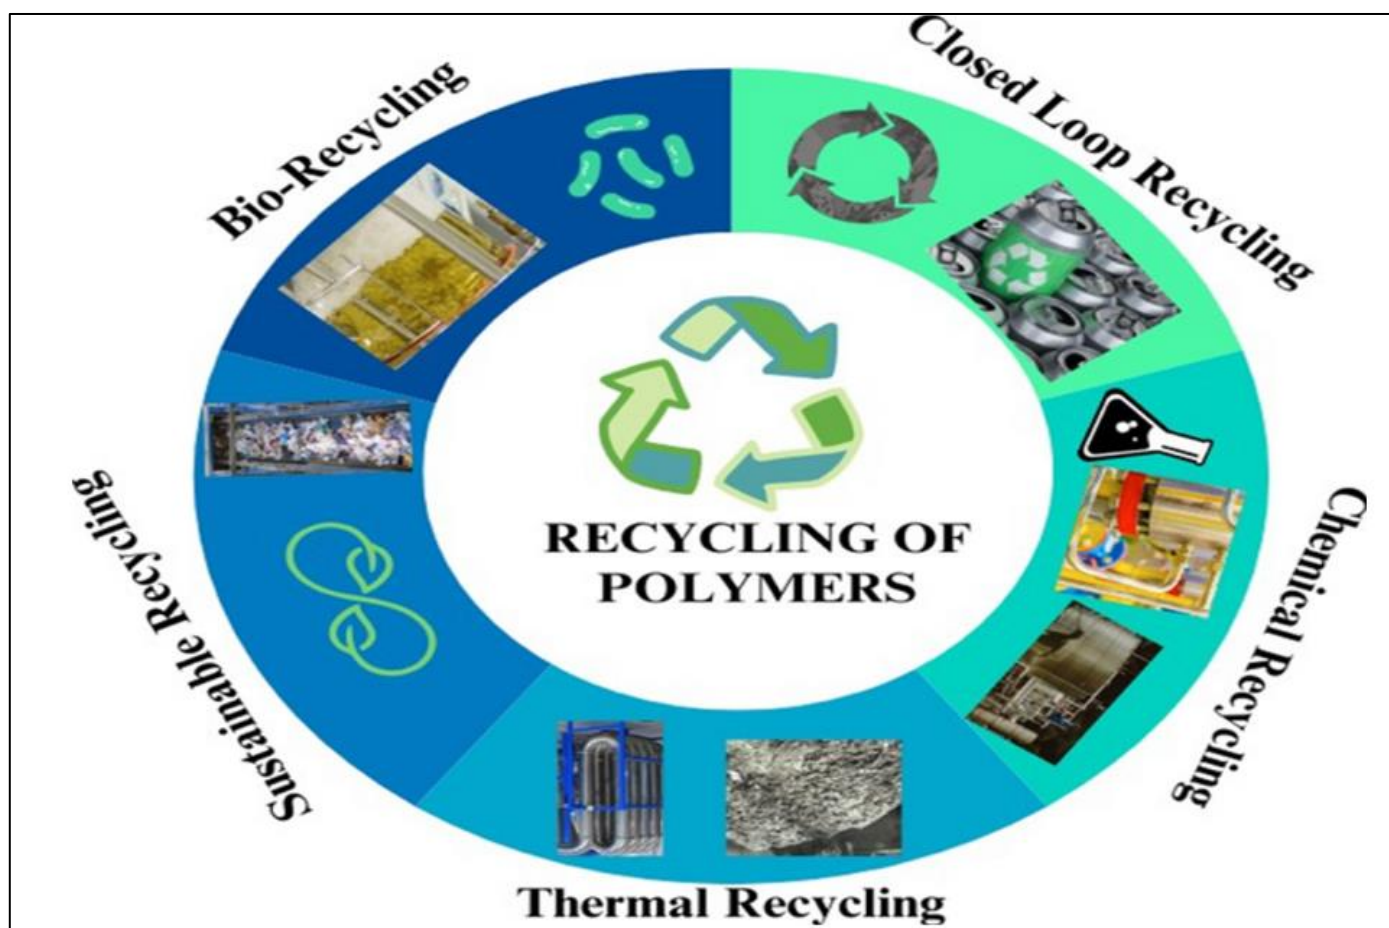 Bio-Recycling
Closed Loop Recycling
RECYCLING OF
POLYMERS
Sustainable Recycling
Chemical Recycling
Thermal Recycling